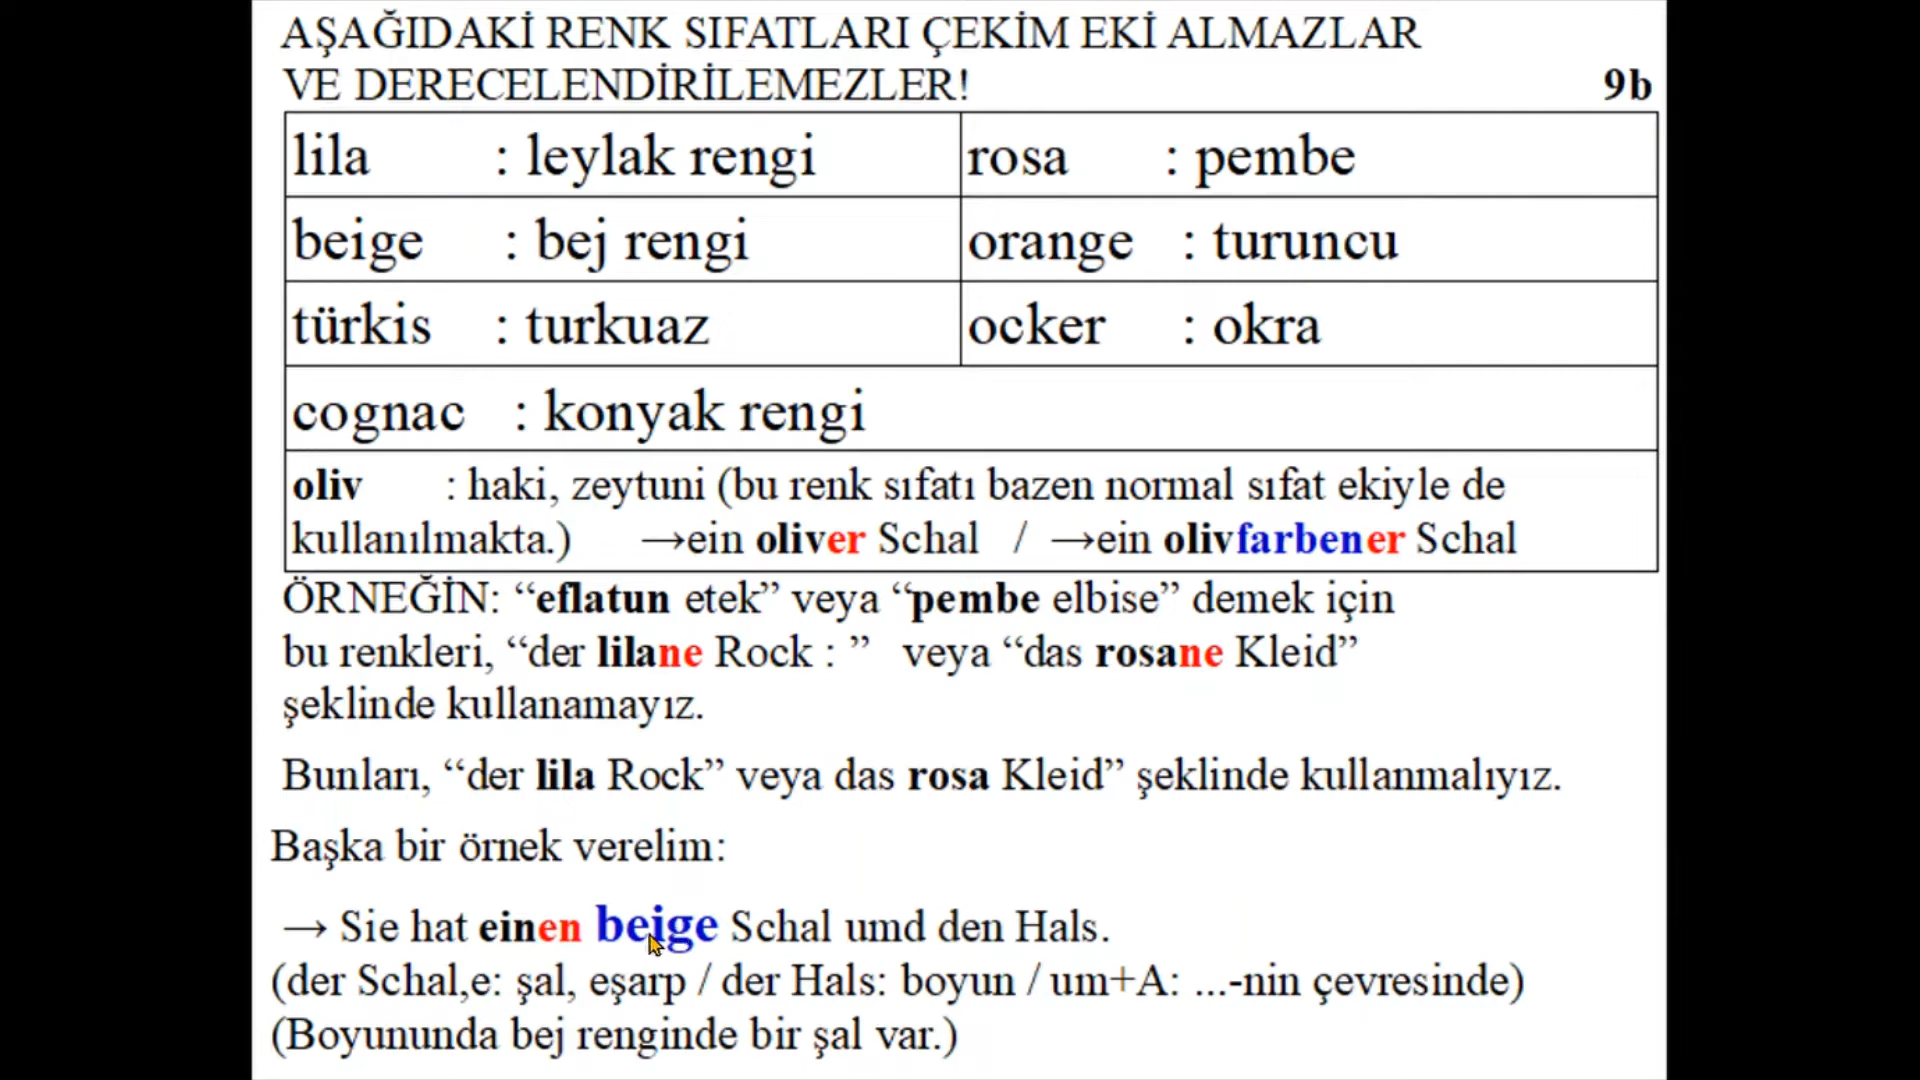 AŞAĞIDAKİ RENK SIFATLARI ÇEKİM EKİ ALMAZLAR
VE DERECELENDİRİLEMEZLER! 9b
lila : leylak rengi rosa : pembe
beige : bej rengi orange : turuncu
türkis : turkuaz ocker : okra
cognac : konyak rengi
oliv : haki, zeytuni (bu renk sıfatı bazen normal sıfat ekiyle de
kullanılmakta.) →ein oliver Schal / →ein olivfarbener Schal
ÖRNEĞİN: “eflatun etek” veya “pembe elbise” demek için
bu renkleri, “der lilane Rock : ” veya “das rosane Kleid”
şeklinde kullanamayız.
Bunları, “der lila Rock” veya das rosa Kleid” şeklinde kullanmalıyız.
Başka bir örnek verelim:
→ Sie hat einen beige Schal umd den Hals.
(der Schal,e: şal, eşarp / der Hals: boyun / um+A: ...-nin çevresinde)
(Boyununda bej renginde bir şal var.)